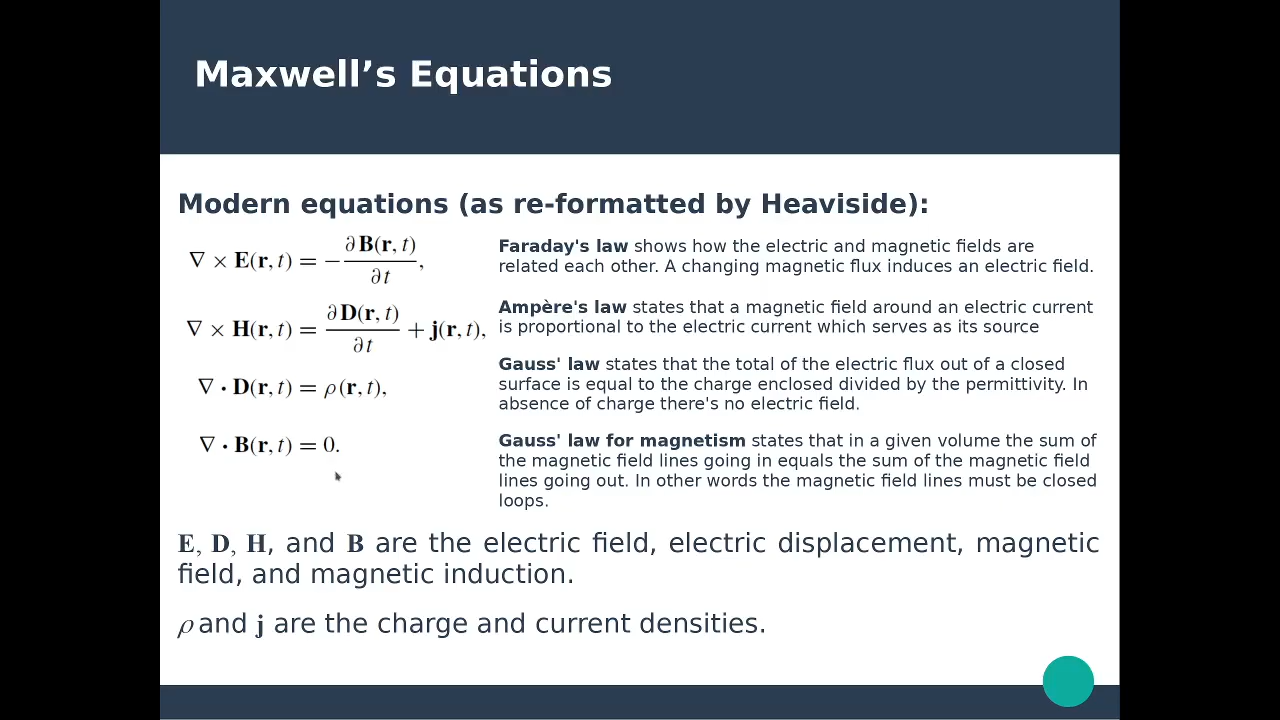 Maxwell’s Equations
Modern equations (as re-formatted by Heaviside):
∇ × E(r, t) = −∂B(r, t)/∂t,
Faraday's law shows how the electric and magnetic fields are
related each other. A changing magnetic flux induces an electric field.
∇ × H(r, t) = ∂D(r, t)/∂t + j(r, t),
Ampère's law states that a magnetic field around an electric current
is proportional to the electric current which serves as its source
∇ · D(r, t) = ρ(r, t),
Gauss' law states that the total of the electric flux out of a closed
surface is equal to the charge enclosed divided by the permittivity. In
absence of charge there's no electric field.
∇ · B(r, t) = 0.
Gauss' law for magnetism states that in a given volume the sum of
the magnetic field lines going in equals the sum of the magnetic field
lines going out. In other words the magnetic field lines must be closed
loops.
E, D, H, and B are the electric field, electric displacement, magnetic
field, and magnetic induction.
ρ and j are the charge and current densities.